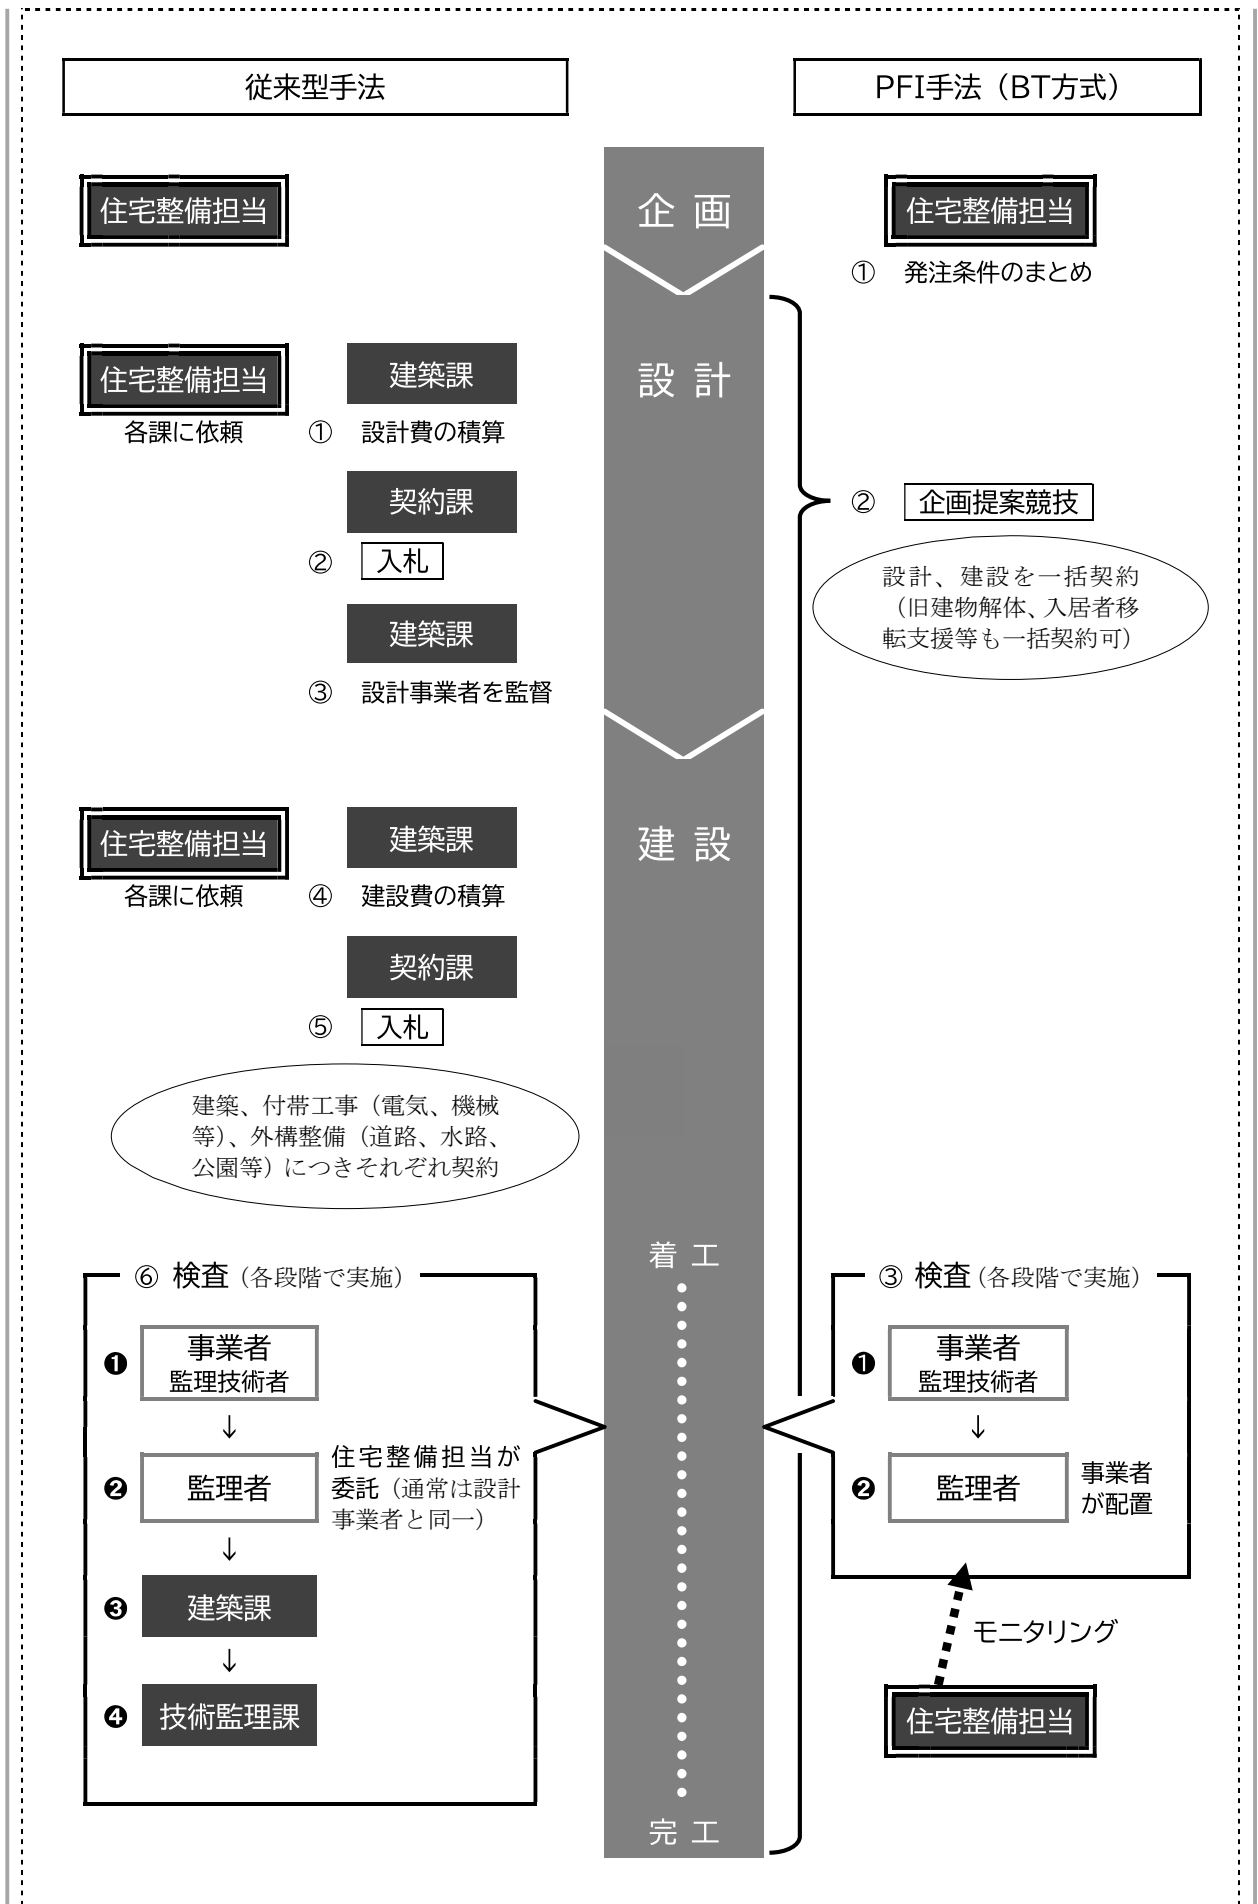 従来型手法
PFI手法（BT方式）
企 画
設 計
建 設
着 工
完 工
住宅整備担当
住宅整備担当
各課に依頼
建築課
① 設計費の積算
契約課
② 入札
建築課
③ 設計事業者を監督
住宅整備担当
各課に依頼
建築課
④ 建設費の積算
契約課
⑤ 入札
建築、付帯工事（電気、機械
等）、外構整備（道路、水路、
公園等）につきそれぞれ契約
⑥ 検査（各段階で実施）
❶ 事業者
監理技術者
↓
❷ 監理者
住宅整備担当が
委託（通常は設計
事業者と同一）
↓
❸ 建築課
↓
❹ 技術監理課
住宅整備担当
① 発注条件のまとめ
② 企画提案競技
設計、建設を一括契約
（旧建物解体、入居者移
転支援等も一括契約可）
③ 検査（各段階で実施）
❶ 事業者
監理技術者
↓
❷ 監理者
事業者
が配置
モニタリング
住宅整備担当